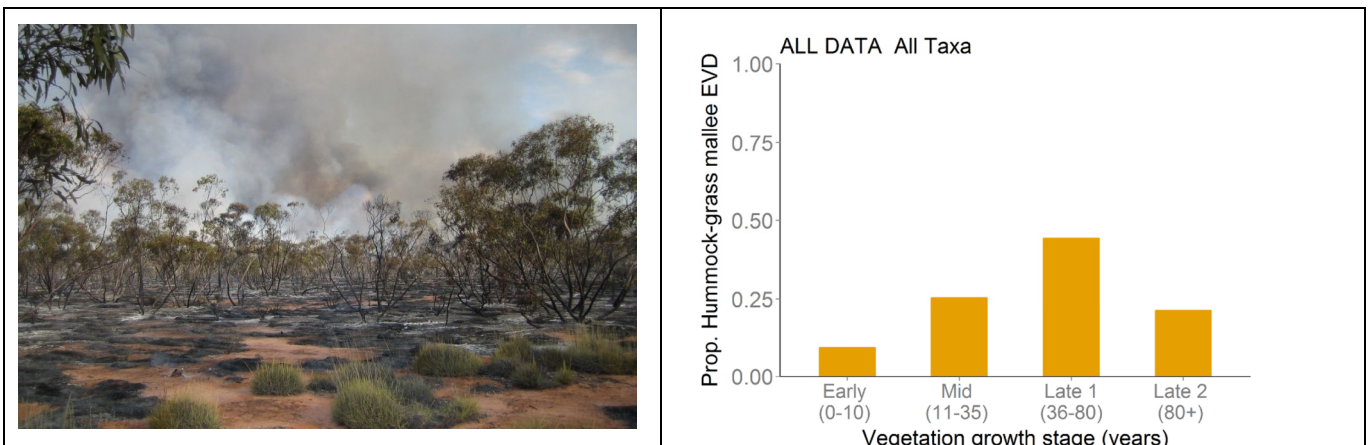 ALL DATA All Taxa
Prop. Hummock-grass mallee EVD
1.00
0.75
0.50
0.25
0.00
Early Mid Late 1 Late 2
(0-10) (11-35) (36-80) (80+)
Vegetation growth stage (years)